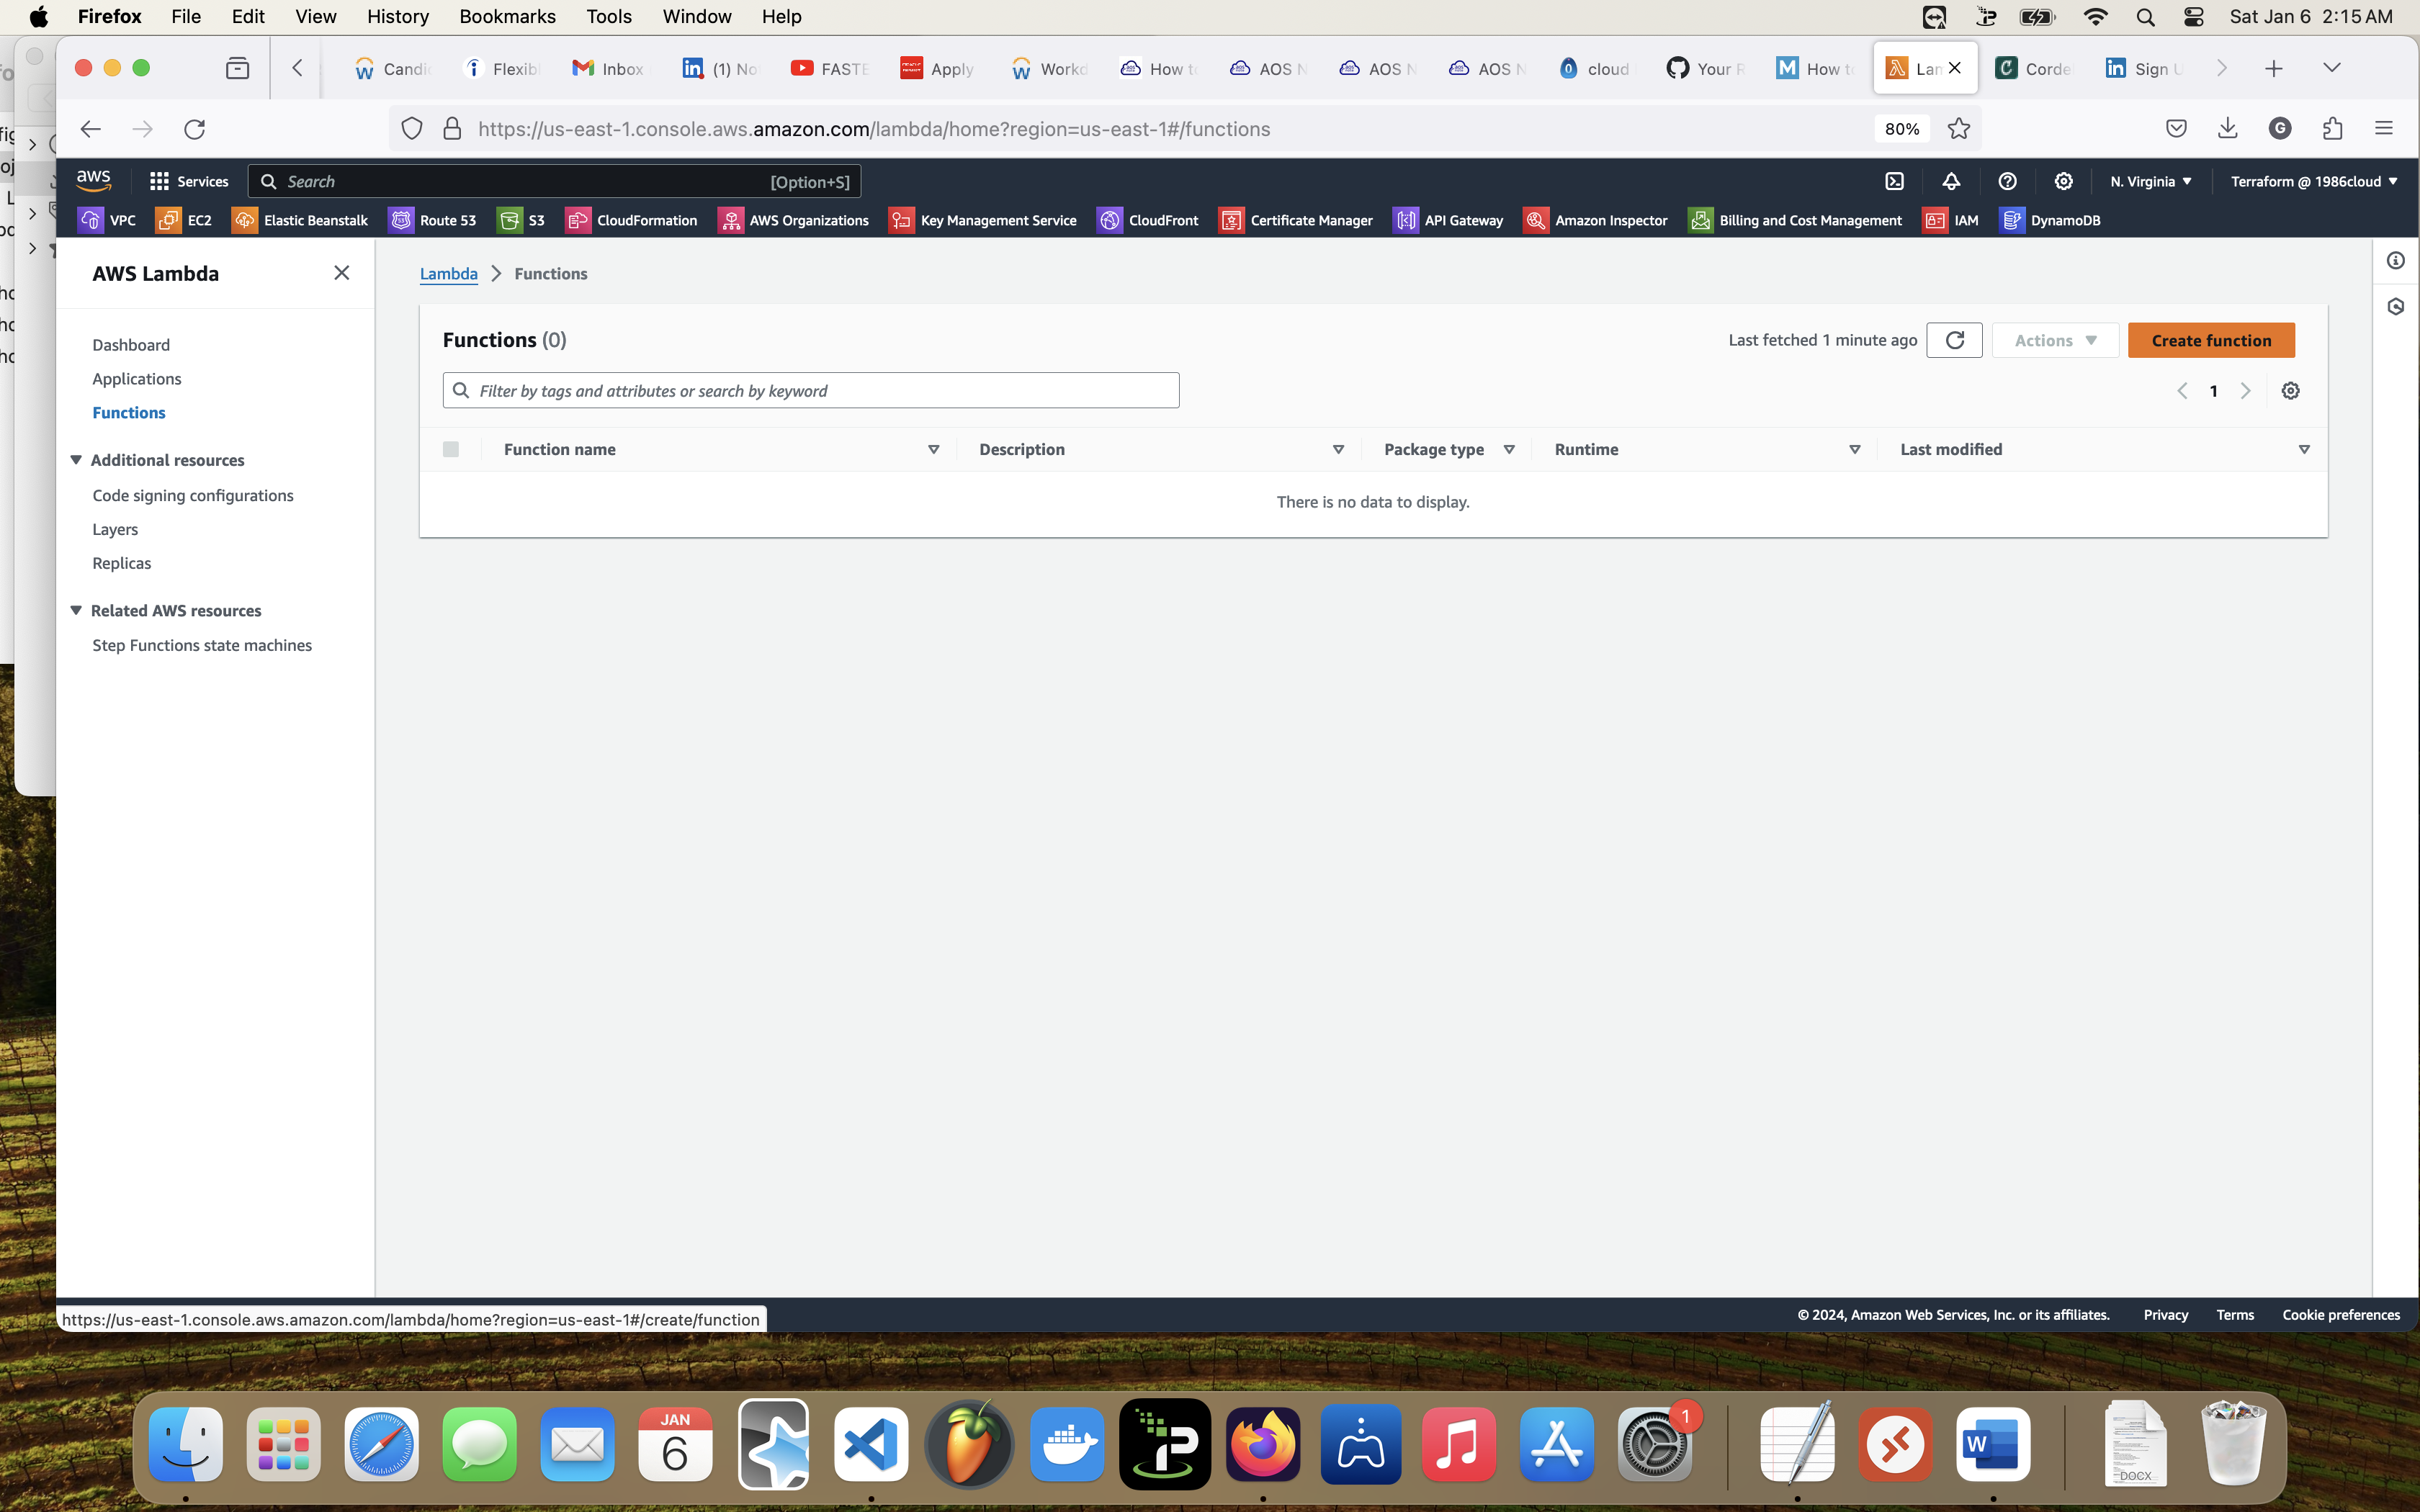 Firefox File Edit View History Bookmarks Tools Window Help Sat Jan 6 2:15 AM
Candi Flexib Inbox (1) No FASTE Apply Workd How to AOS N AOS N AOS N cloud Your R How to Lam Corde Sign U
https://us-east-1.console.aws.amazon.com/lambda/home?region=us-east-1#/functions 80% G
aws Services Search [Option+S] N. Virginia Terraform @ 1986cloud
VPC EC2 Elastic Beanstalk Route 53 S3 CloudFormation AWS Organizations Key Management Service CloudFront Certificate Manager API Gateway Amazon Inspector Billing and Cost Management IAM DynamoDB
AWS Lambda
Dashboard
Applications
Functions
Additional resources
Code signing configurations
Layers
Replicas
Related AWS resources
Step Functions state machines
Lambda Functions
Functions (0) Last fetched 1 minute ago Actions Create function
Filter by tags and attributes or search by keyword 1
Function name Description Package type Runtime Last modified
There is no data to display.
https://us-east-1.console.aws.amazon.com/lambda/home?region=us-east-1#/create/function
© 2024, Amazon Web Services, Inc. or its affiliates. Privacy Terms Cookie preferences
JAN
6
1
W
DOCX